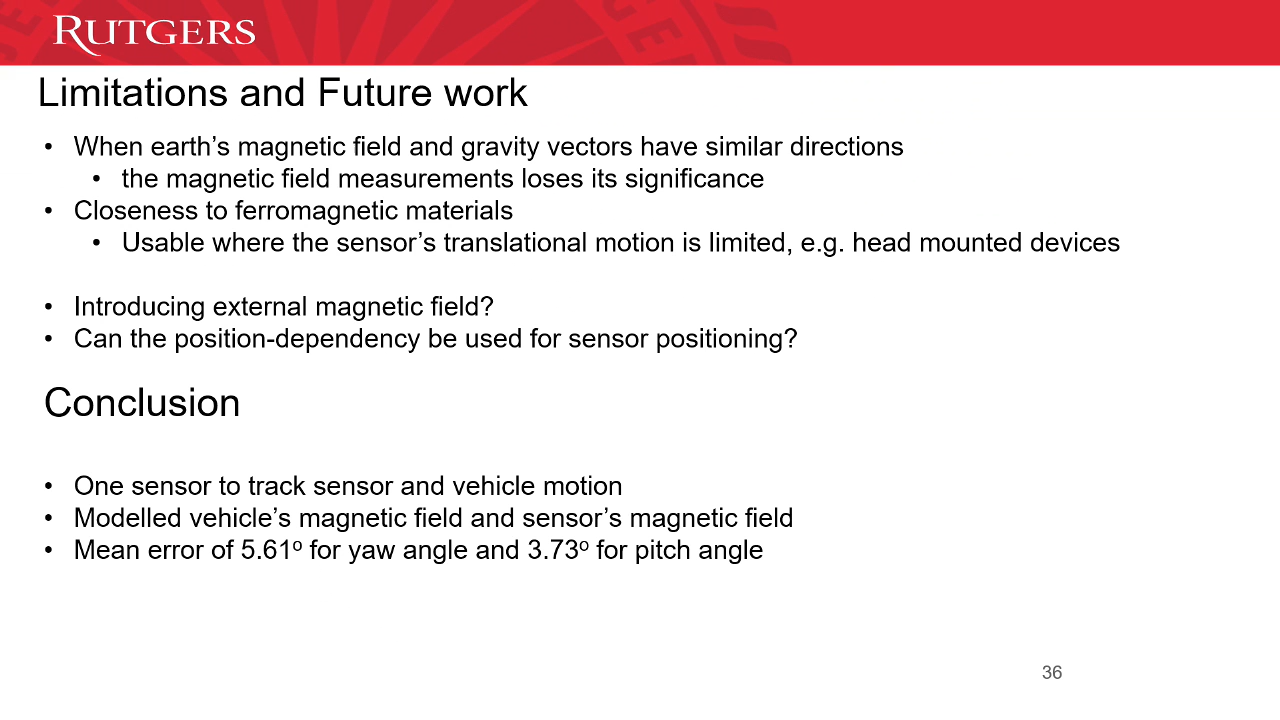 RUTGERS
Limitations and Future work
• When earth’s magnetic field and gravity vectors have similar directions
• the magnetic field measurements loses its significance
• Closeness to ferromagnetic materials
• Usable where the sensor’s translational motion is limited, e.g. head mounted devices
• Introducing external magnetic field?
• Can the position-dependency be used for sensor positioning?
Conclusion
• One sensor to track sensor and vehicle motion
• Modelled vehicle’s magnetic field and sensor’s magnetic field
• Mean error of 5.61º for yaw angle and 3.73º for pitch angle
36